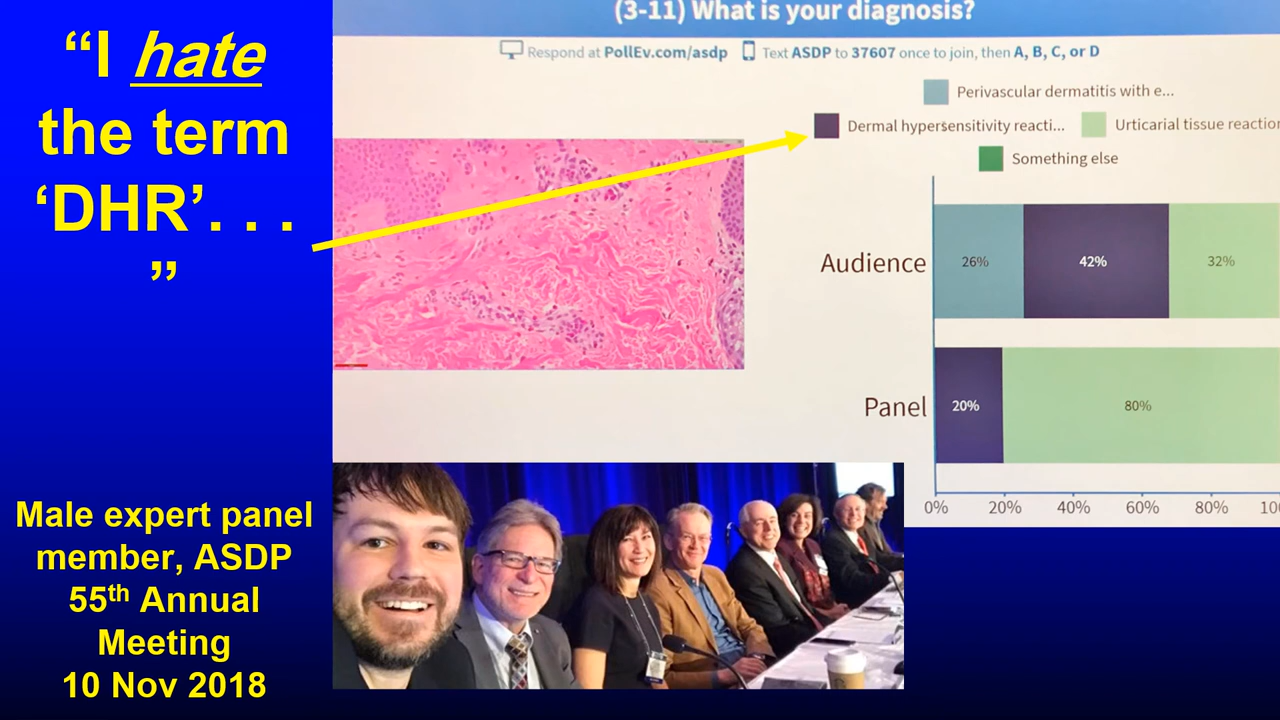 “I hate
the term
‘DHR’. . .
”
Male expert panel
member, ASDP
55th Annual
Meeting
10 Nov 2018
(3-11) What is your diagnosis?
Respond at PollEv.com/asdp Text ASDP to 37607 once to join, then A, B, C, or D
Perivascular dermatitis with e...
Dermal hypersensitivity reacti... Urticarial tissue reaction
Something else
Audience 26% 42% 32%
Panel 20% 80%
0% 20% 40% 60% 80% 100